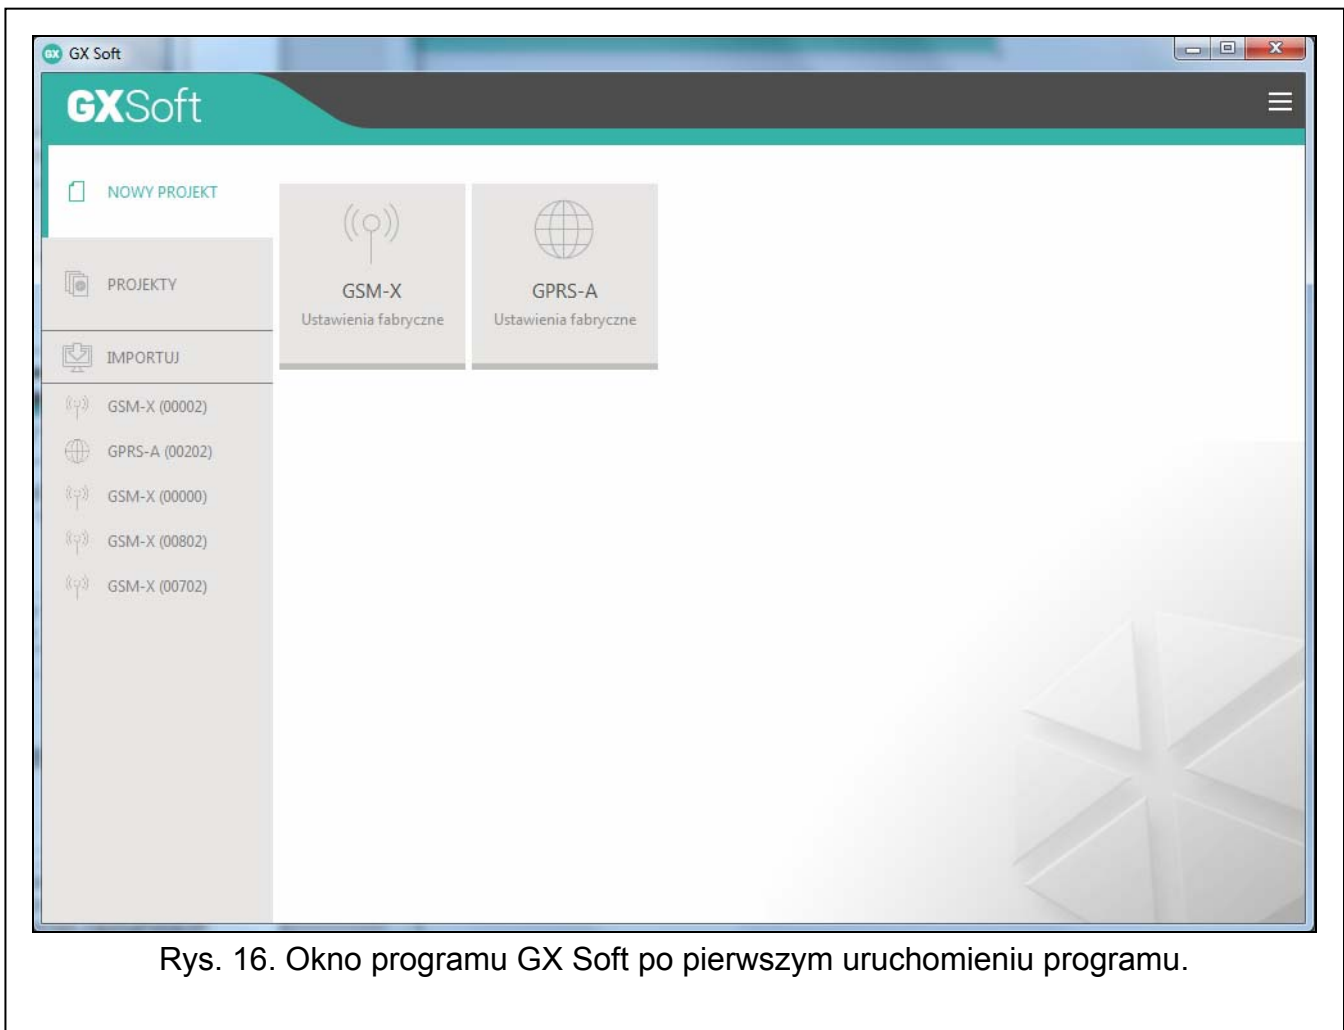 GX Soft
GXSoft
NOWY PROJEKT
PROJEKTY
IMPORTUJ
GSM-X (00002)
GPRS-A (00202)
GSM-X (00000)
GSM-X (00802)
GSM-X (00702)
GSM-X
Ustawienia fabryczne
GPRS-A
Ustawienia fabryczne
Rys. 16. Okno programu GX Soft po pierwszym uruchomieniu programu.